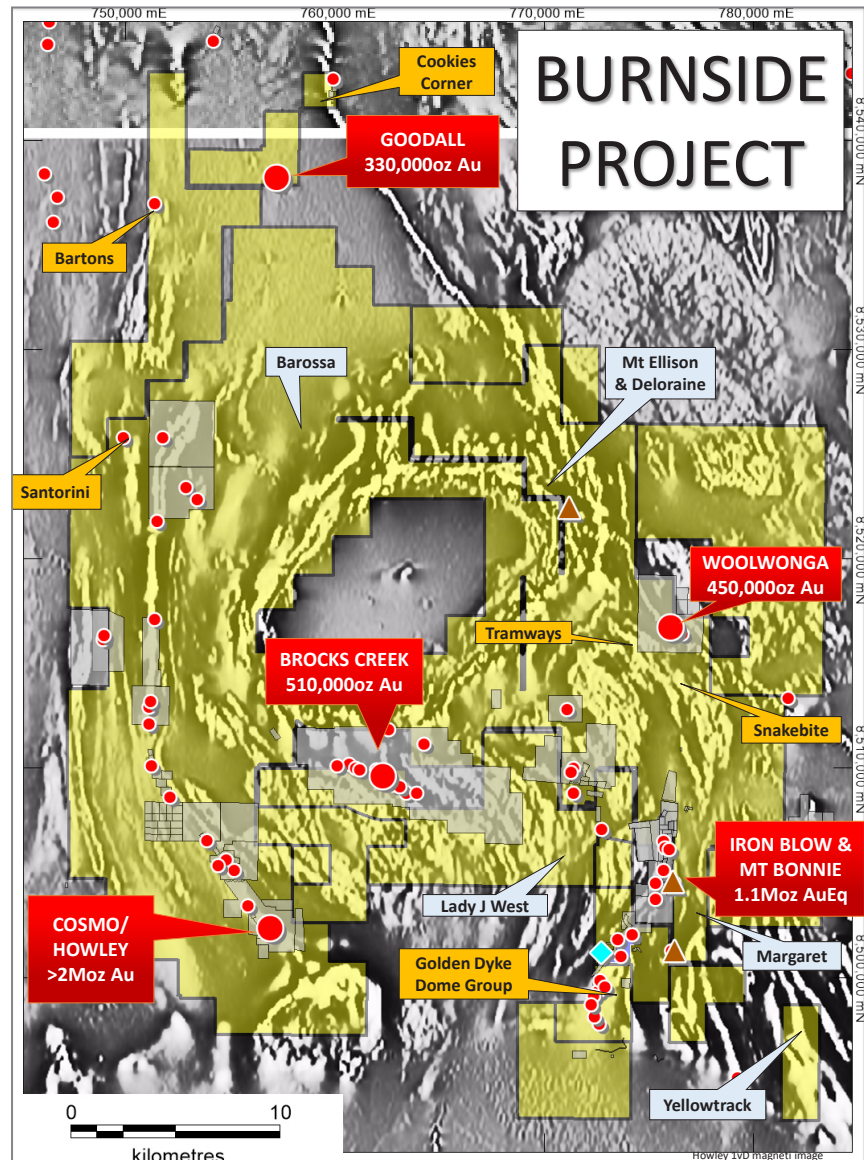 750,000 mE
760,000 mE
770,000 mE
780,000 mE
BURNSIDE
PROJECT
Cookies
Corner
8,540,000 mN
GOODALL
330,000oz Au
Bartons
8,530,000 mN
Barossa
Mt Ellison
& Deloraine
Santorini
8,520,000 mN
WOOLWONGA
450,000oz Au
Tramways
BROCKS CREEK
510,000oz Au
Snakebite
8,510,000 mN
IRON BLOW &
MT BONNIE
1.1Moz AuEq
COSMO/
HOWLEY
>2Moz Au
Lady J West
Margaret
8,500,000 mN
Golden Dyke
Dome Group
Yellowtrack
0
10
kilometres
Howley 1VD magneti image